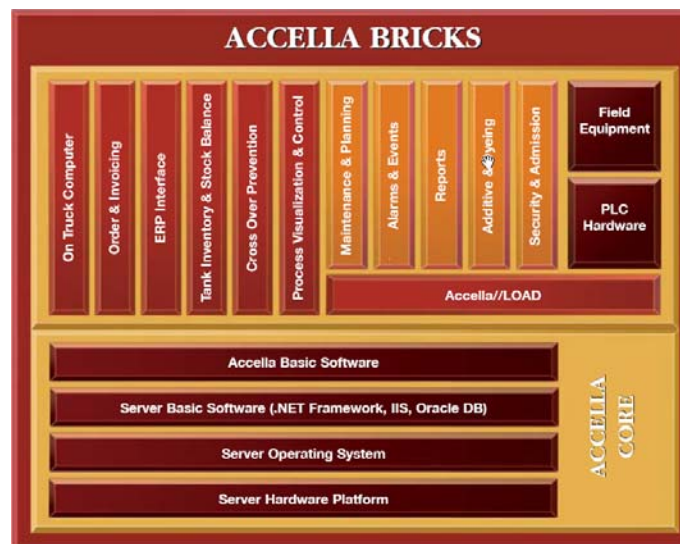 ACCELLA BRICKS
On Truck Computer
Order & Invoicing
ERP Interface
Tank Inventory & Stock Balance
Cross Over Prevention
Process Visualization & Control
Maintenance & Planning
Alarms & Events
Reports
Additive &
Security & Admission
Field
Equipment
PLC
Hardware
Accella//LOAD
Accella Basic Software
Server Basic Software (.NET Framework, IIS, Oracle DB)
Server Operating System
Server Hardware Platform
ACCELLA
CORE